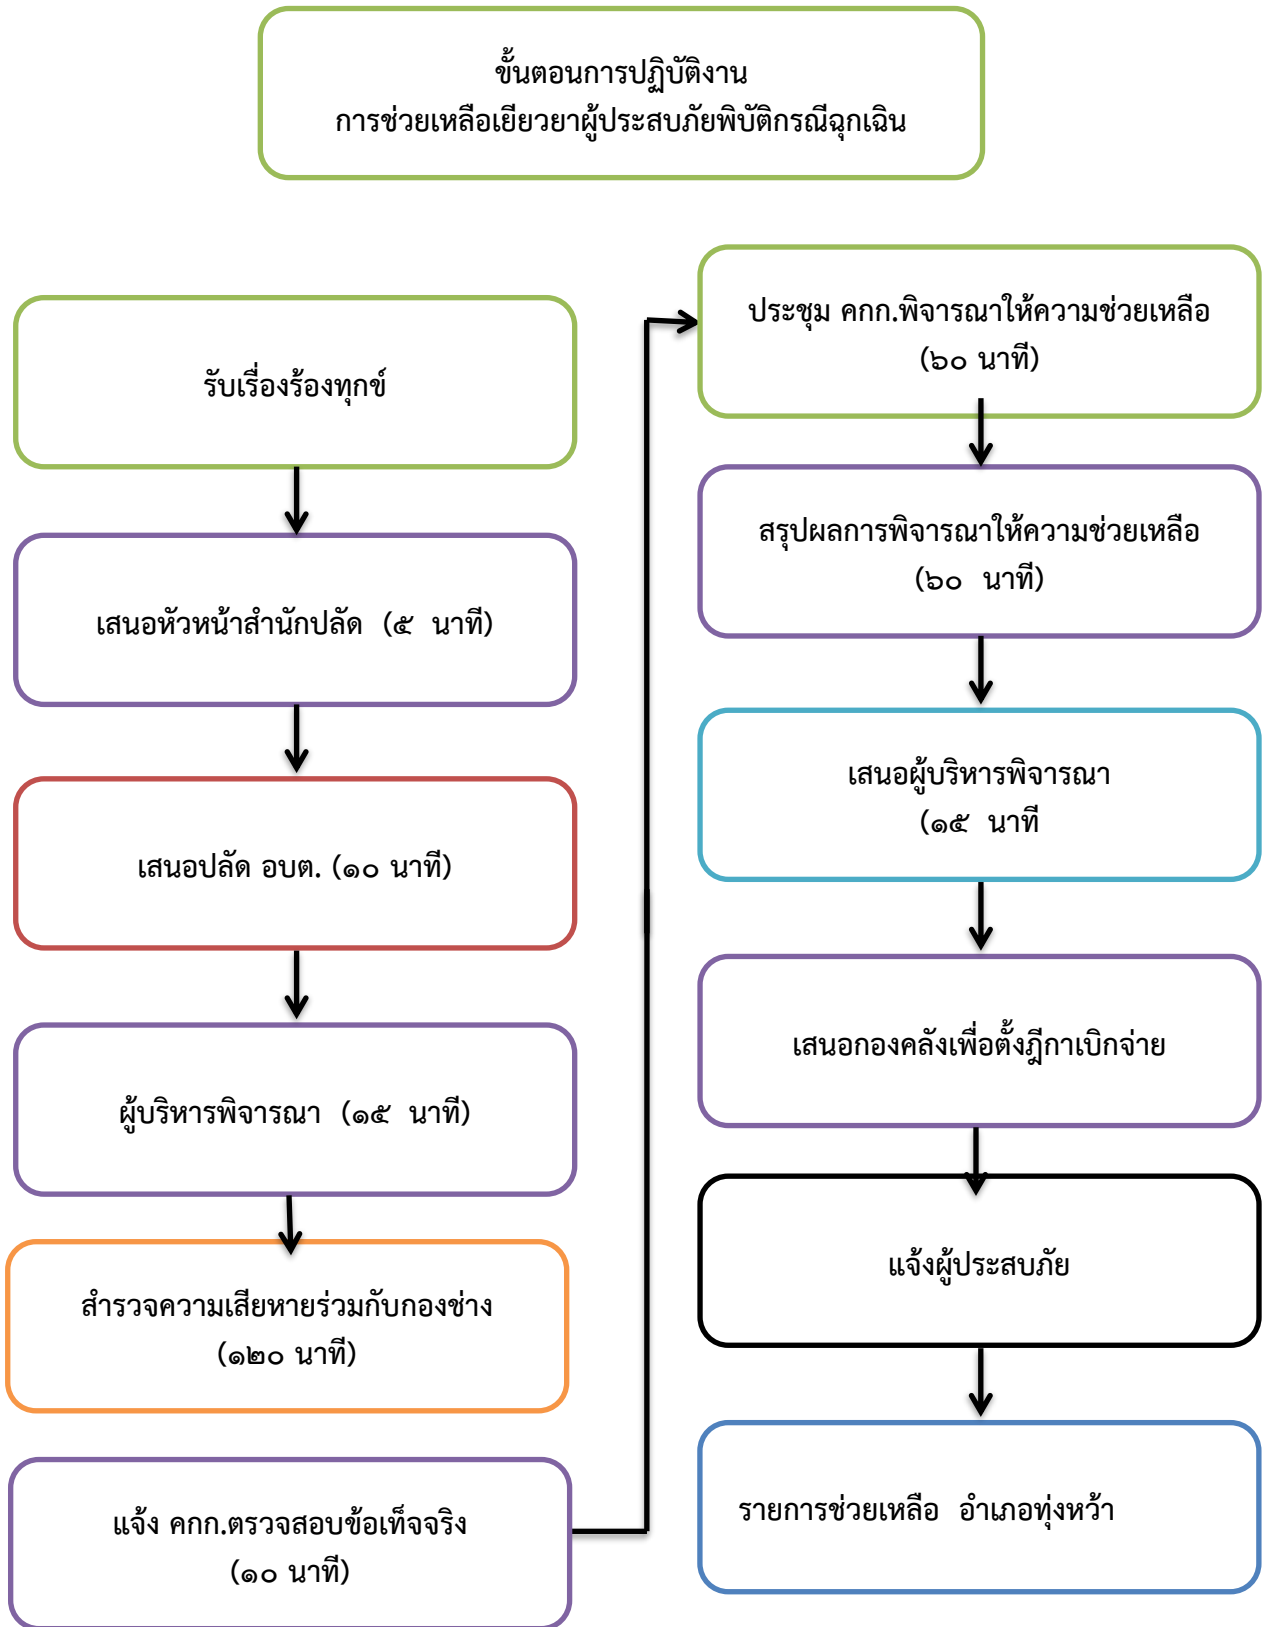 ขั้นตอนการปฏิบัติงาน
การช่วยเหลือเยียวยาผู้ประสบภัยพิบัติกรณีฉุกเฉิน
รับเรื่องร้องทุกข์
เสนอหัวหน้าสำนักปลัด (๕ นาที)
เสนอปลัด อบต. (๑๐ นาที)
ผู้บริหารพิจารณา (๑๕ นาที)
สำรวจความเสียหายร่วมกับกองช่าง
(๑๒๐ นาที)
แจ้ง คกก.ตรวจสอบข้อเท็จจริง
(๑๐ นาที)
ประชุม คกก.พิจารณาให้ความช่วยเหลือ
(๖๐ นาที)
สรุปผลการพิจารณาให้ความช่วยเหลือ
(๖๐ นาที)
เสนอผู้บริหารพิจารณา
(๑๕ นาที
เสนอกองคลังเพื่อตั้งฎีกาเบิกจ่าย
แจ้งผู้ประสบภัย
รายการช่วยเหลือ อำเภอทุ่งหว้า